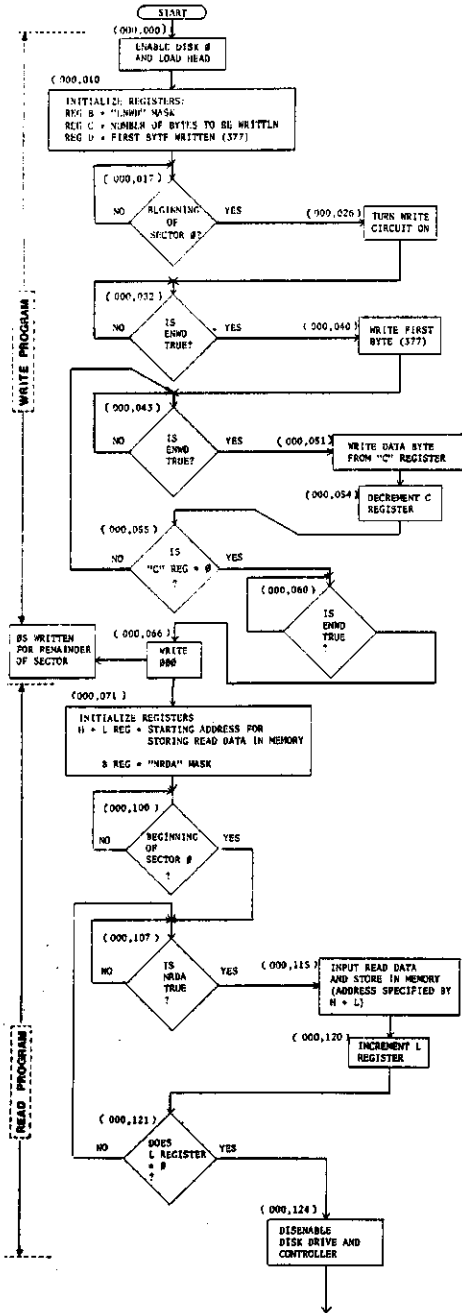 START
(000,000)
ENABLE DISK Ø
AND LOAD HEAD
(000,010)
INITIALIZE REGISTERS:
REG B = "ENWD" MASK
REG C = NUMBER OF BYTES TO BE WRITTEN
REG D = FIRST BYTE WRITTEN (377)
(000,017)
NO
BEGINNING
OF
SECTOR Ø?
YES
(000,026)
TURN WRITE
CIRCUIT ON
(000,032)
NO
IS
ENWD
TRUE?
YES
(000,040)
WRITE FIRST
BYTE (377)
(000,043)
NO
IS
ENWD
TRUE?
YES
(000,051)
WRITE DATA BYTE
FROM "C" REGISTER
(000,054)
DECREMENT C
REGISTER
(000,055)
NO
IS
"C" REG = Ø
?
YES
(000,060)
IS
ENWD
TRUE
?
WRITE PROGRAM
ØS WRITTEN
FOR REMAINDER
OF SECTOR
(000,066)
WRITE
ØØØ
(000,071)
INITIALIZE REGISTERS
H + L REG = STARTING ADDRESS FOR
STORING READ DATA IN MEMORY
B REG = "NRDA" MASK
(000,100)
NO
BEGINNING
OF
SECTOR Ø
?
YES
(000,107)
NO
IS
NRDA
TRUE
?
YES
(000,115)
INPUT READ DATA
AND STORE IN MEMORY
(ADDRESS SPECIFIED BY
H + L)
(000,120)
INCREMENT L
REGISTER
(000,121)
NO
DOES
L REGISTER
= Ø
?
YES
(000,124)
DISENABLE
DISK DRIVE AND
CONTROLLER
READ PROGRAM